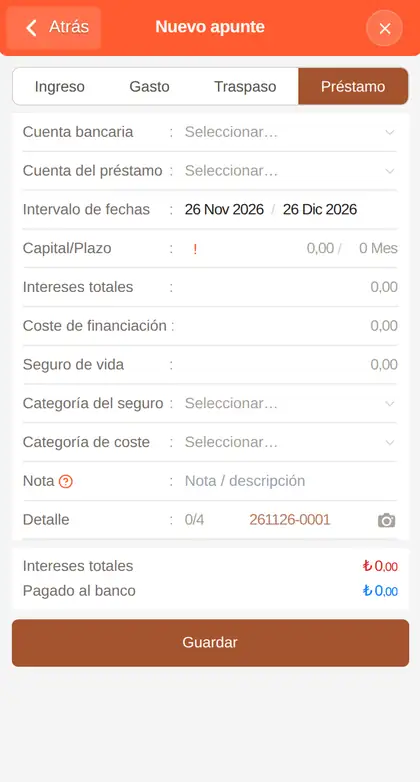 Atrás Nuevo apunte
Ingreso Gasto Traspaso Préstamo
Cuenta bancaria : Seleccionar...
Cuenta del préstamo : Seleccionar...
Intervalo de fechas : 26 Nov 2026 / 26 Dic 2026
Capital/Plazo : ! 0,00 / 0 Mes
Intereses totales : 0,00
Coste de financiación : 0,00
Seguro de vida : 0,00
Categoría del seguro : Seleccionar...
Categoría de coste : Seleccionar...
Nota ? : Nota / descripción
Detalle : 0/4 261126-0001
Intereses totales ₺ 0,00
Pagado al banco ₺ 0,00
Guardar